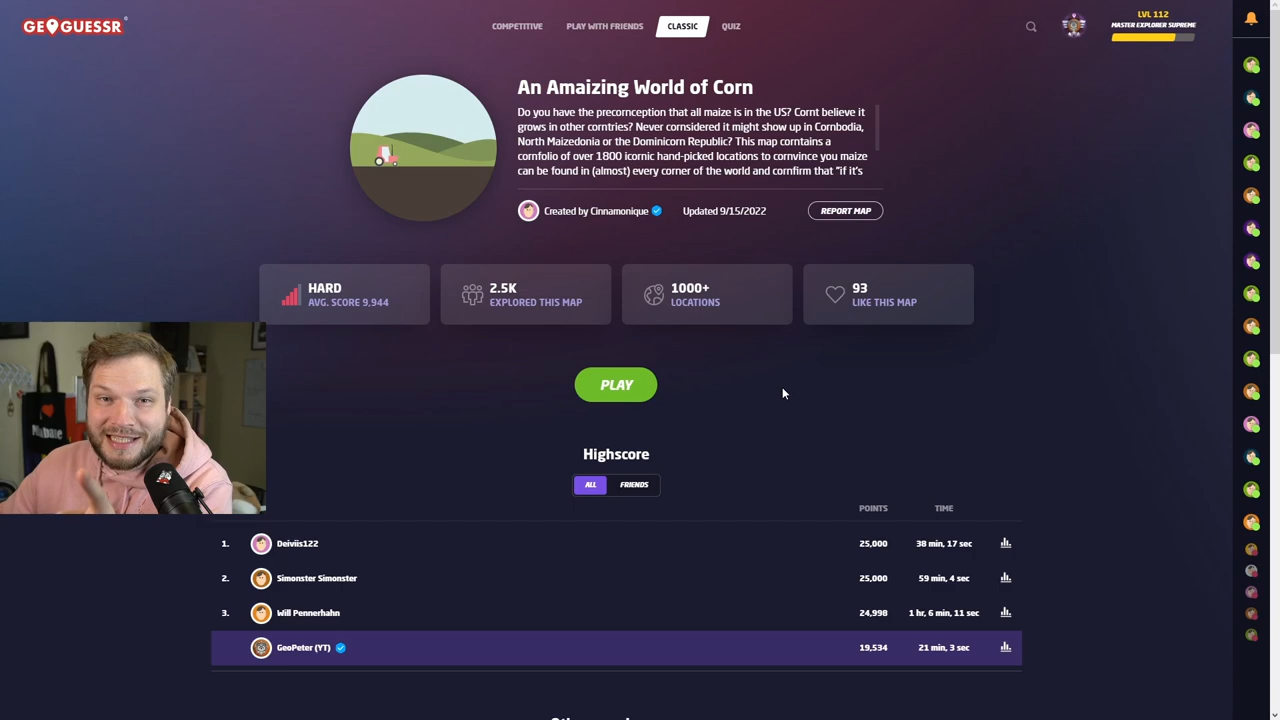 GEOGUESSR
COMPETITIVE
PLAY WITH FRIENDS
CLASSIC
QUIZ
LVL 112
MASTER EXPLORER SUPREME
An Amaizing World of Corn
Do you have the precornception that all maize is in the US? Cornt believe it
grows in other corntries? Never cornsidered it might show up in Cornbodia,
North Maizedonia or the Dominicorn Republic? This map corntains a
cornfolio of over 1800 icornic hand-picked locations to cornvince you maize
can be found in (almost) every corner of the world and cornfirm that "if it's
Created by Cinnamonique
Updated 9/15/2022
REPORT MAP
HARD
AVG. SCORE 9,944
2.5K
EXPLORED THIS MAP
1000+
LOCATIONS
93
LIKE THIS MAP
PLAY
Highscore
ALL
FRIENDS
POINTS
TIME
1. Deiviis122 25,000 38 min, 17 sec
2. Simonster Simonster 25,000 59 min, 4 sec
3. Will Pennerhahn 24,998 1 hr, 6 min, 11 sec
GeoPeter (YT) 19,534 21 min, 3 sec